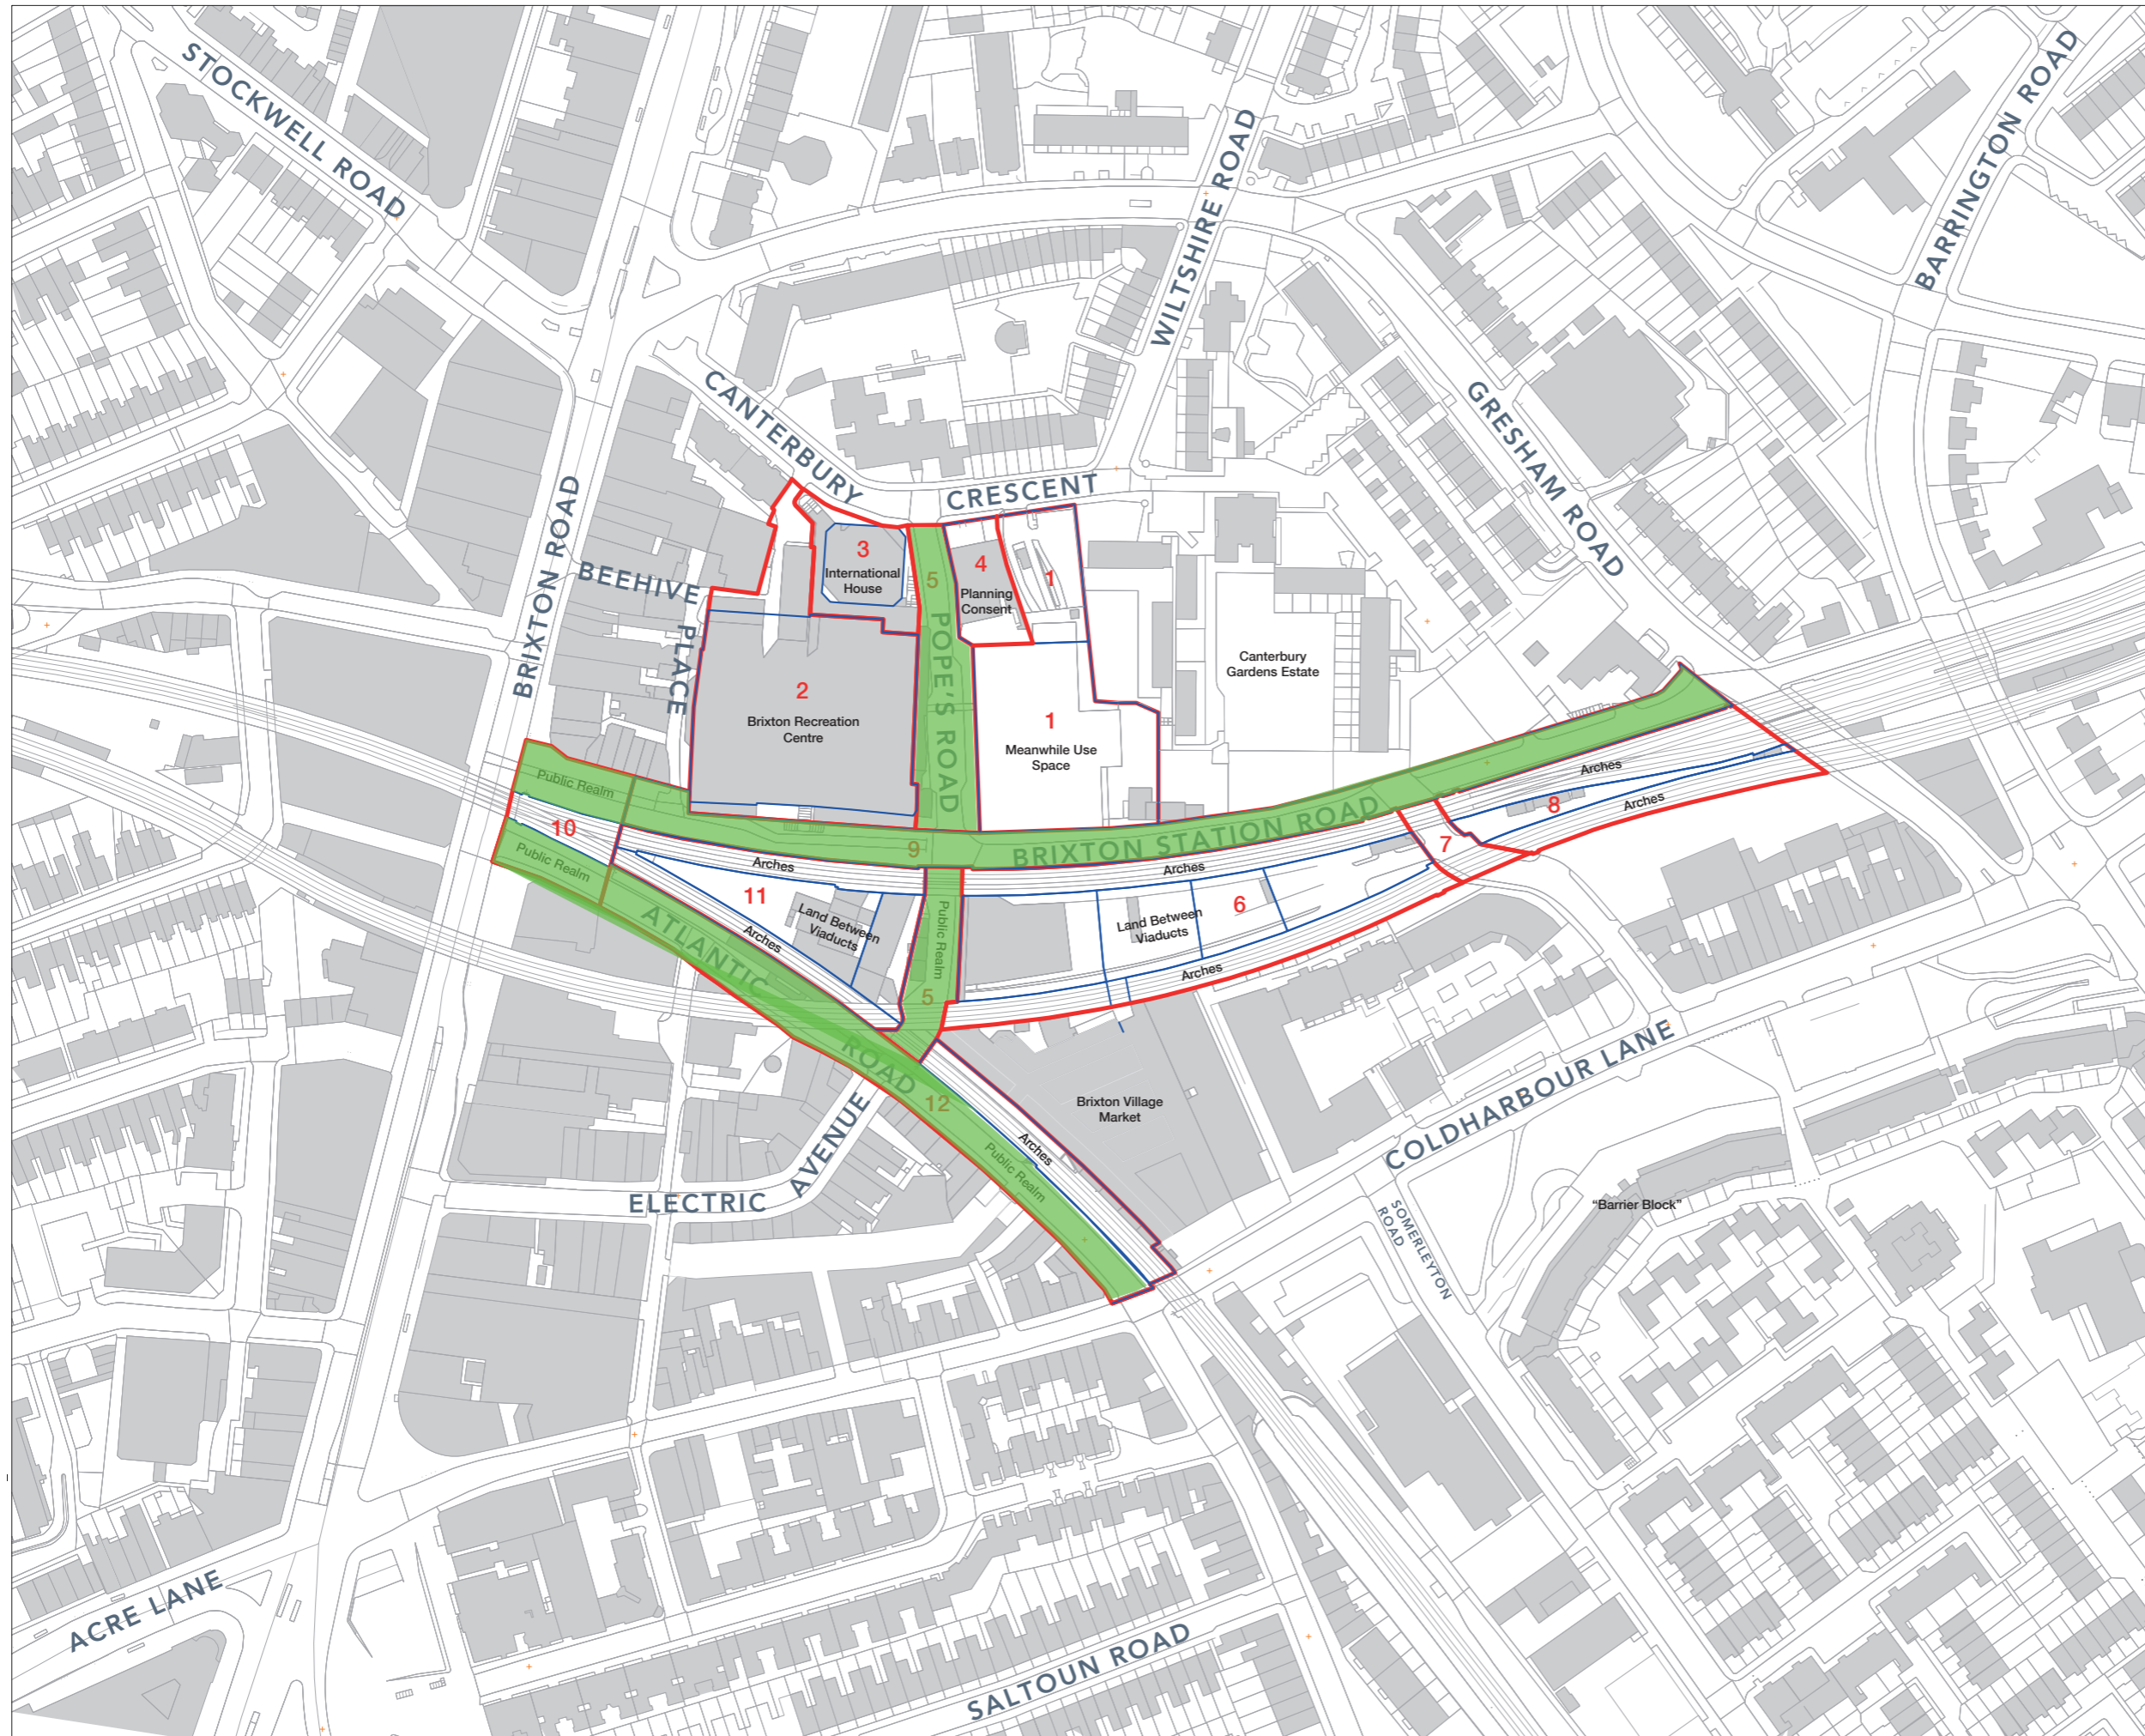 STOCKWELL ROAD
BARRINGTON ROAD
WILTSHIRE ROAD
CANTERBURY
CRESCENT
GRESHAM ROAD
BRIXTON ROAD
BEEHIVE
PLACE
3
International
House
5
4
Planning
Consent
1
POPE'S ROAD
2
Brixton Recreation
Centre
1
Meanwhile Use
Space
Canterbury
Gardens Estate
Public Realm
10
Public Realm
9
BRIXTON STATION ROAD
Arches
8
Arches
7
Arches
Arches
11
Land Between
Viaducts
Arches
Public Realm
5
6
Land Between
Viaducts
Arches
ATLANTIC
ROAD
12
Arches
Public Realm
Brixton Village
Market
COLDHARBOUR LANE
ELECTRIC
AVENUE
SOMERLEYTON
ROAD
“Barrier Block”
ACRE LANE
SALTOUN ROAD